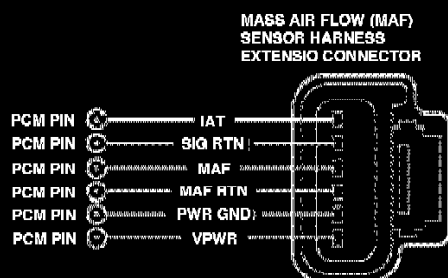 MASS AIR FLOW (MAF)
SENSOR HARNESS
EXTENSIO CONNECTOR
PCM PIN IAT
PCM PIN SIG RTN
PCM PIN MAF
PCM PIN MAF RTN
PCM PIN PWR GND
PCM PIN VPWR